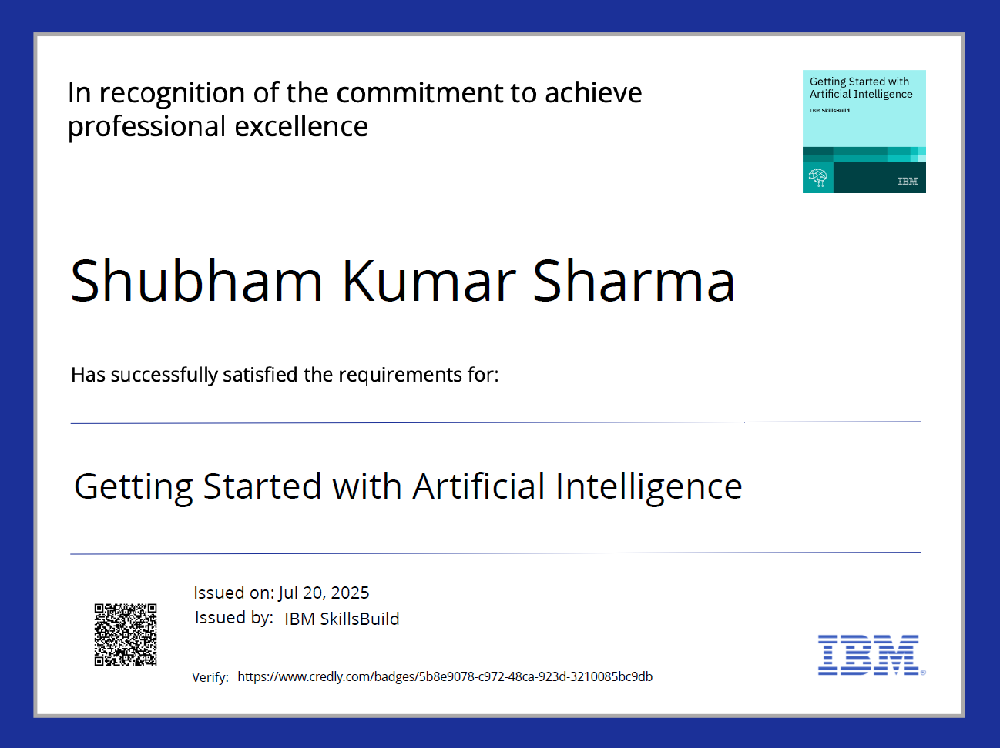 In recognition of the commitment to achieve
professional excellence
Getting Started with
Artificial Intelligence
IBM SkillsBuild
IBM
Shubham Kumar Sharma
Has successfully satisfied the requirements for:
Getting Started with Artificial Intelligence
Issued on: Jul 20, 2025
Issued by: IBM SkillsBuild
IBM®
Verify: https://www.credly.com/badges/5b8e9078-c972-48ca-923d-3210085bc9db